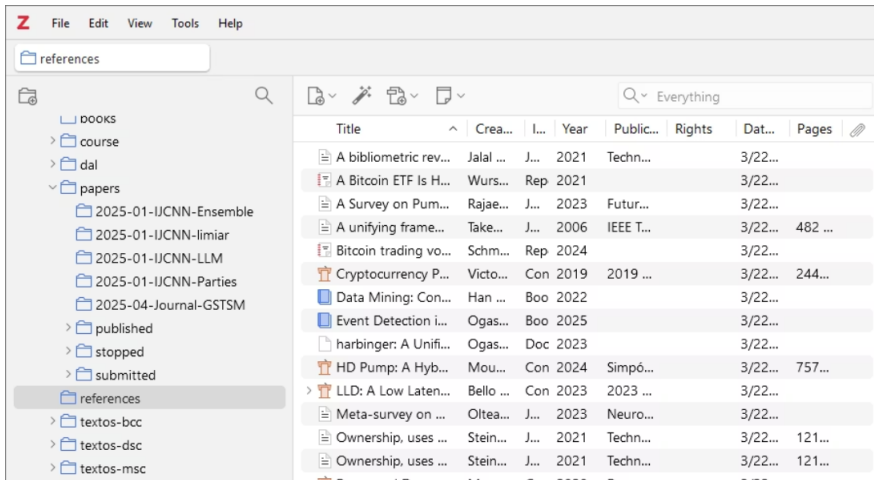 Z File Edit View Tools Help
references
Everything
books
course
dal
papers
2025-01-IJCNN-Ensemble
2025-01-IJCNN-limiar
2025-01-IJCNN-LLM
2025-01-IJCNN-Parties
2025-04-Journal-GSTSM
published
stopped
submitted
references
textos-bcc
textos-dsc
textos-msc
Title Crea... I... Year Public... Rights Dat... Pages
A bibliometric rev... Jalal ... J... 2021 Techn... 3/22...
A Bitcoin ETF Is H... Wurs... Rep 2021 3/22...
A Survey on Pum... Rajae... J... 2023 Futur... 3/22...
A unifying frame... Take... J... 2006 IEEE T... 3/22... 482 ...
Bitcoin trading vo... Schm... Rep 2024 3/22...
Cryptocurrency P... Victo... Con 2019 2019 ... 3/22... 244...
Data Mining: Con... Han ... Boo 2022 3/22...
Event Detection i... Ogas... Boo 2025 3/22...
harbinger: A Unifi... Ogas... Doc 2023 3/22...
HD Pump: A Hyb... Mou... Con 2024 Simpó... 3/22... 757...
LLD: A Low Laten... Bello ... Con 2023 2023 ... 3/22...
Meta-survey on ... Oltea... J... 2023 Neuro... 3/22...
Ownership, uses ... Stein... J... 2021 Techn... 3/22... 121...
Ownership, uses ... Stein... J... 2021 Techn... 3/22... 121...